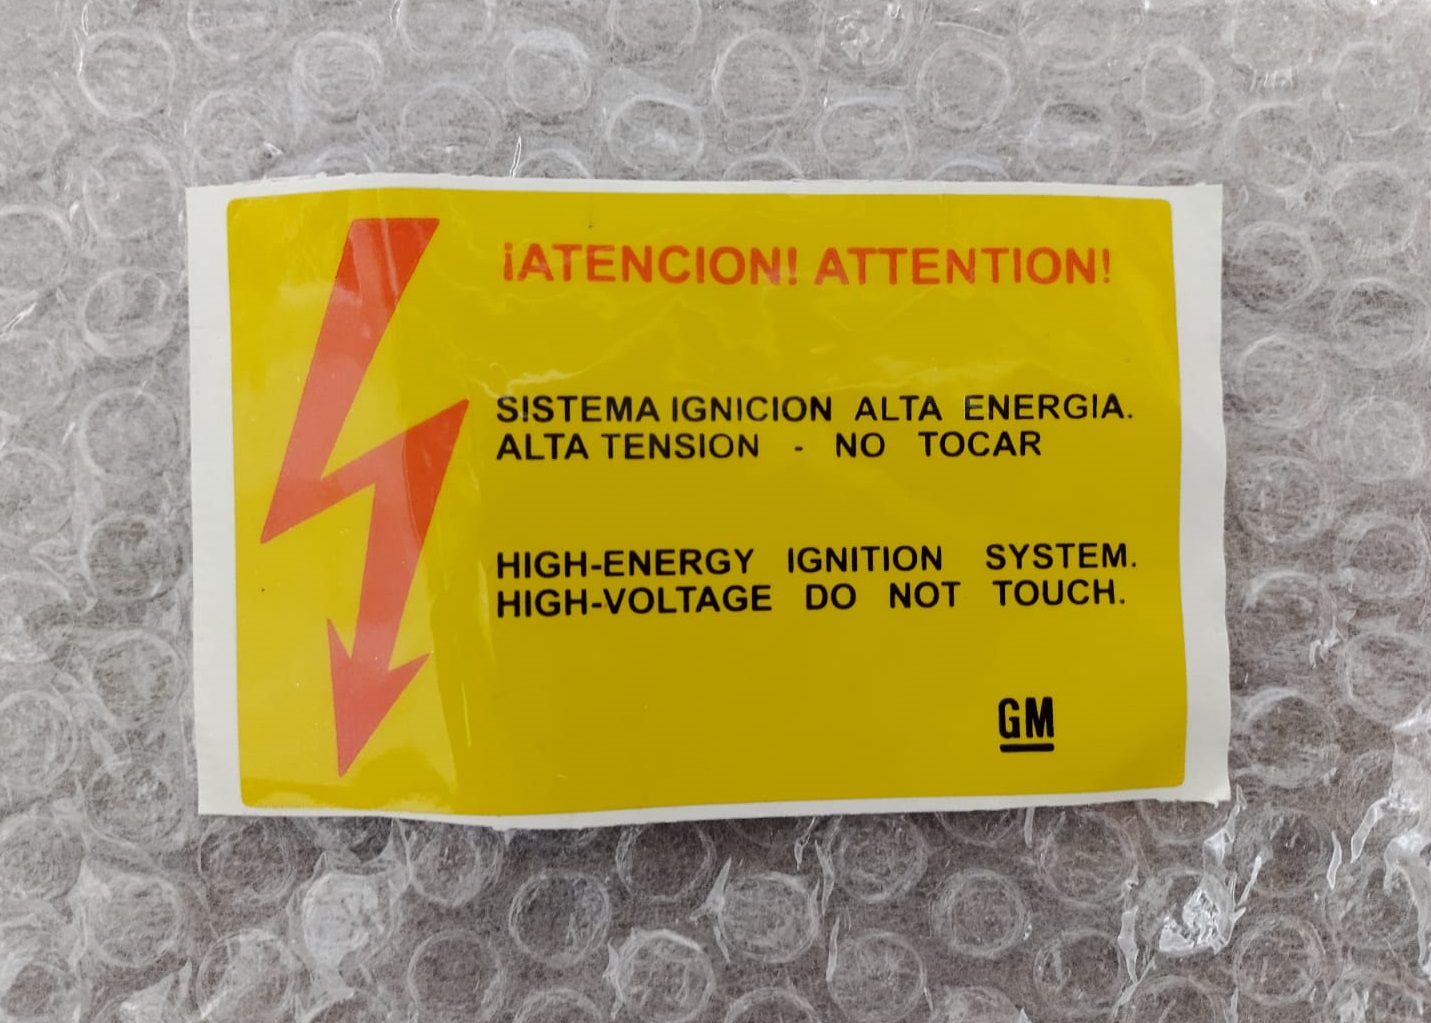 ¡ATENCION! ATTENTION!
SISTEMA IGNICION ALTA ENERGIA.
ALTA TENSION - NO TOCAR
HIGH-ENERGY IGNITION SYSTEM.
HIGH-VOLTAGE DO NOT TOUCH.
GM